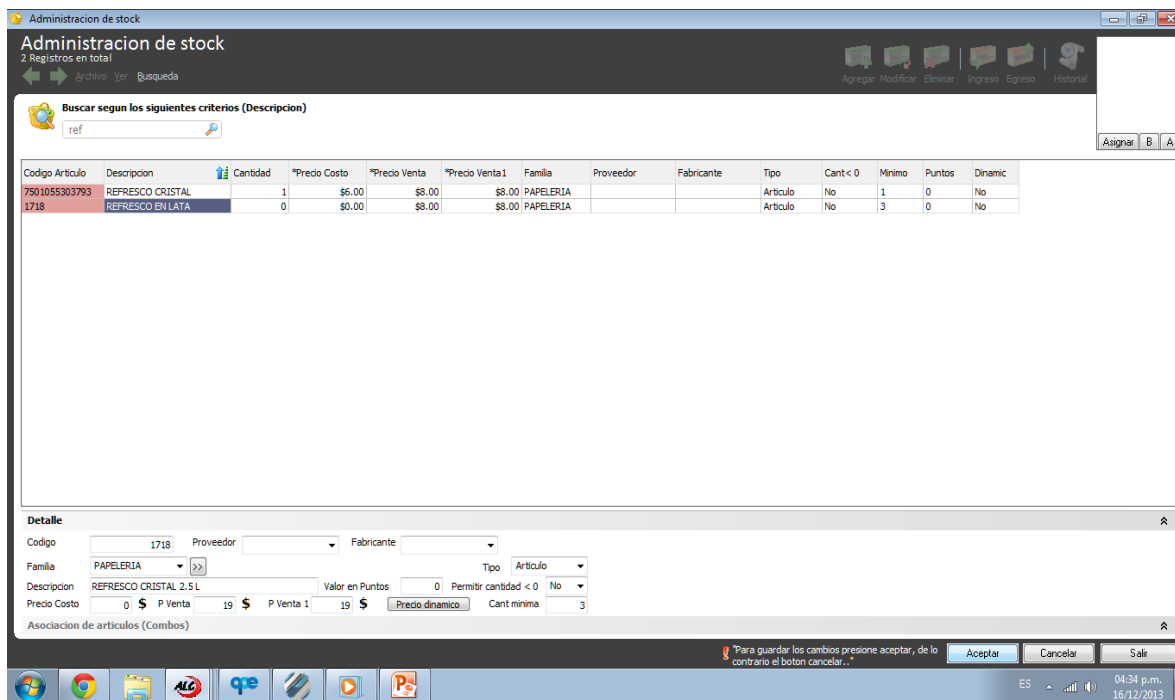 Administracion de stock
Administracion de stock
2 Registros en total
Archivo Ver Busqueda
Agregar Modificar Eliminar Ingreso Egreso Historial
Buscar segun los siguientes criterios (Descripcion)
ref
Asignar B A
Codigo Articulo Descripcion Cantidad *Precio Costo *Precio Venta *Precio Venta1 Familia Proveedor Fabricante Tipo Cant< 0 Minimo Puntos Dinamic
7501055303793 REFRESCO CRISTAL 1 $6.00 $8.00 $8.00 PAPELERIA Articulo No 1 0 No
1718 REFRESCO EN LATA 0 $0.00 $8.00 $8.00 PAPELERIA Articulo No 3 0 No
Detalle
Codigo 1718 Proveedor Fabricante
Familia PAPELERIA >> Tipo Articulo
Descripcion REFRESCO CRISTAL 2.5 L Valor en Puntos 0 Permitir cantidad < 0 No
Precio Costo 0 $ P Venta 19 $ P Venta 1 19 $ Precio dinamico Cant minima 3
Asociacion de articulos (Combos)
"Para guardar los cambios presione aceptar, de lo
contrario el boton cancelar.."
Aceptar Cancelar Salir
ALG qpe ES 04:34 p.m.
16/12/2013